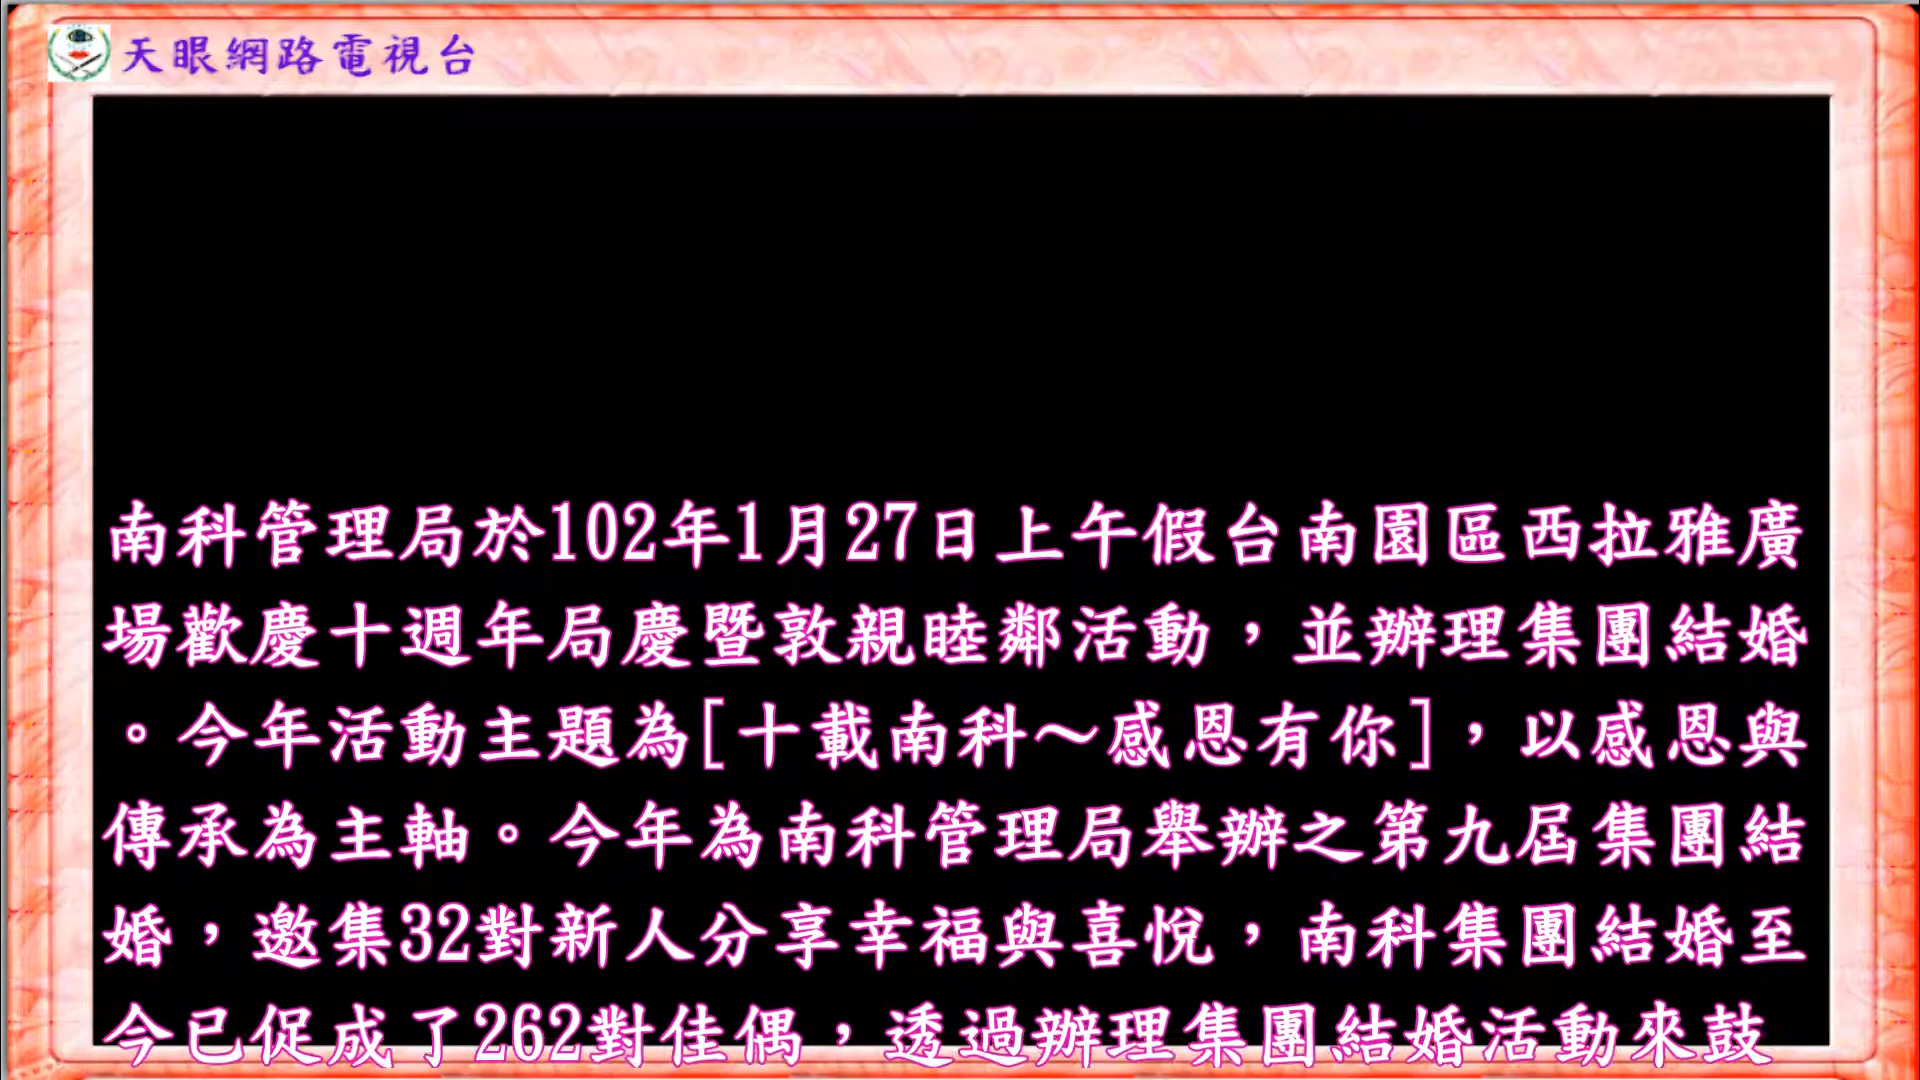 天眼網路電視台
南科管理局於102年1月27日上午假台南園區西拉雅廣
場歡慶十週年局慶暨敦親睦鄰活動，並辦理集團結婚
。今年活動主題為[十載南科～感恩有你]，以感恩與
傳承為主軸。今年為南科管理局舉辦之第九屆集團結
婚，邀集32對新人分享幸福與喜悅，南科集團結婚至
今已促成了262對佳偶，透過辦理集團結婚活動來鼓